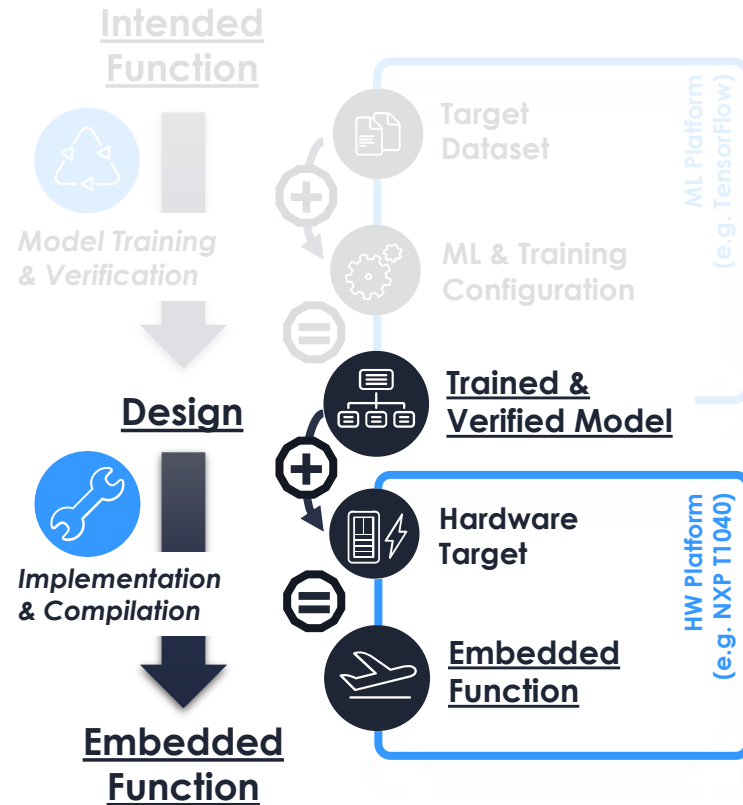 Intended
Function
Model Training
& Verification
Design
Implementation
& Compilation
Embedded
Function
Target
Dataset
+
ML & Training
Configuration
=
Trained &
Verified Model
+
Hardware
Target
=
Embedded
Function
ML Platform
(e.g. TensorFlow)
HW Platform
(e.g. NXP T1040)